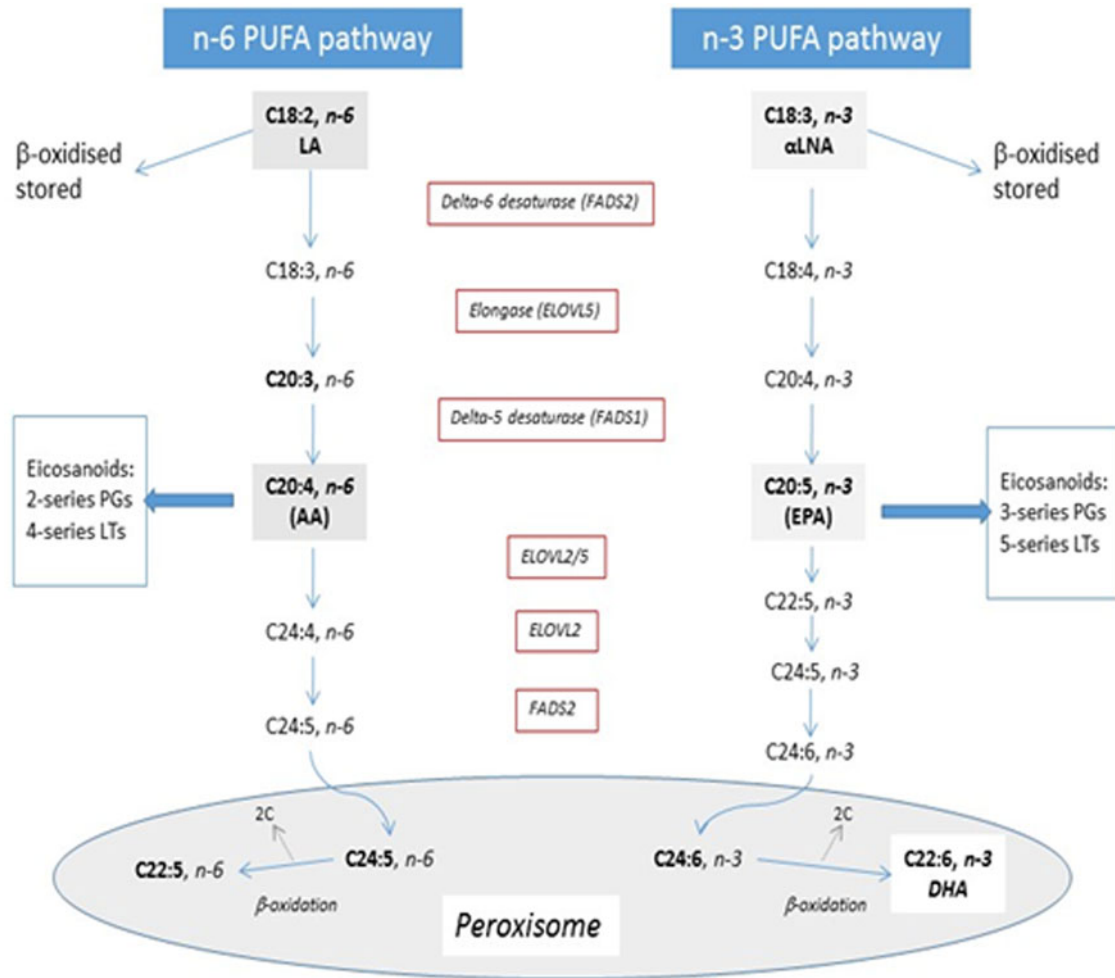 n-6 PUFA pathway
n-3 PUFA pathway
C18:2, n-6
LA
C18:3, n-3
αLNA
β-oxidised
stored
β-oxidised
stored
Delta-6 desaturase (FADS2)
C18:3, n-6
C18:4, n-3
Elongase (ELOVL5)
C20:3, n-6
C20:4, n-3
Delta-5 desaturase (FADS1)
Eicosanoids:
2-series PGs
4-series LTs
C20:4, n-6
(AA)
C20:5, n-3
(EPA)
Eicosanoids:
3-series PGs
5-series LTs
ELOVL2/5
C22:5, n-3
C24:4, n-6
ELOVL2
C24:5, n-3
C24:5, n-6
FADS2
C24:6, n-3
2C
2C
C22:5, n-6
C24:5, n-6
C24:6, n-3
C22:6, n-3
DHA
β-oxidation
β-oxidation
Peroxisome